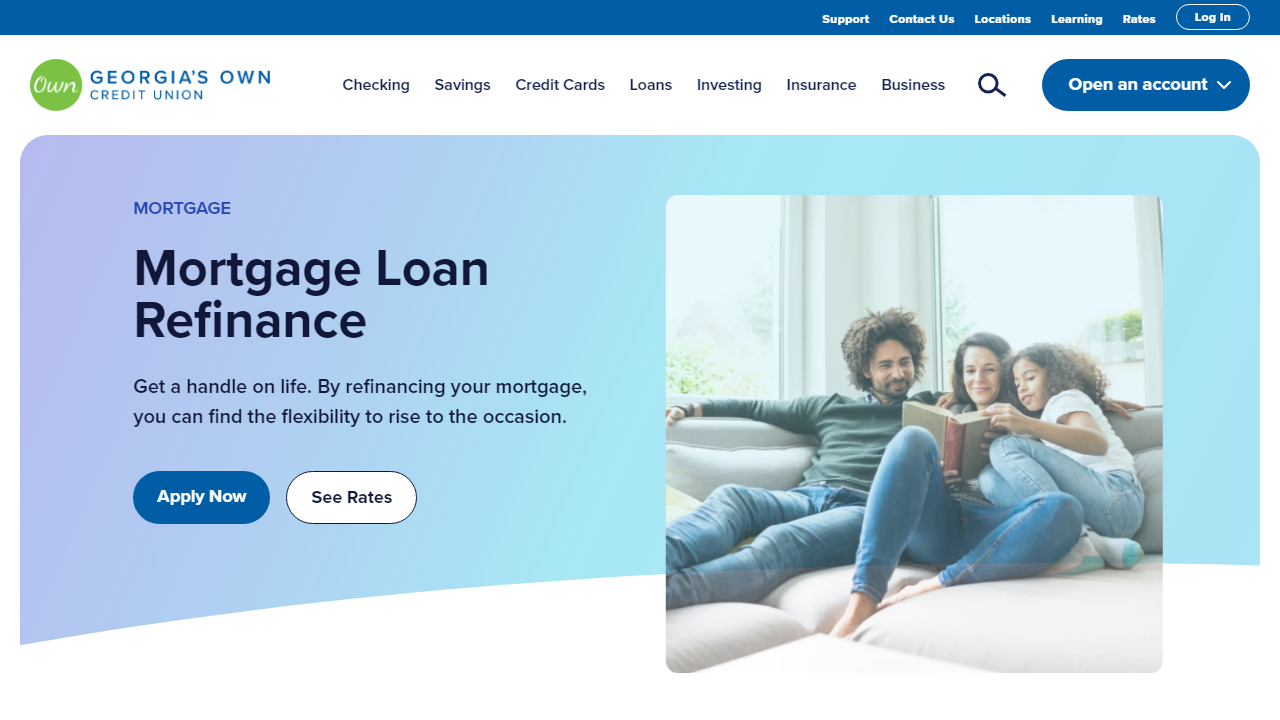 Support Contact Us Locations Learning Rates Log In
Own GEORGIA'S OWN
CREDIT UNION
Checking Savings Credit Cards Loans Investing Insurance Business Open an account
MORTGAGE
Mortgage Loan
Refinance
Get a handle on life. By refinancing your mortgage,
you can find the flexibility to rise to the occasion.
Apply Now See Rates